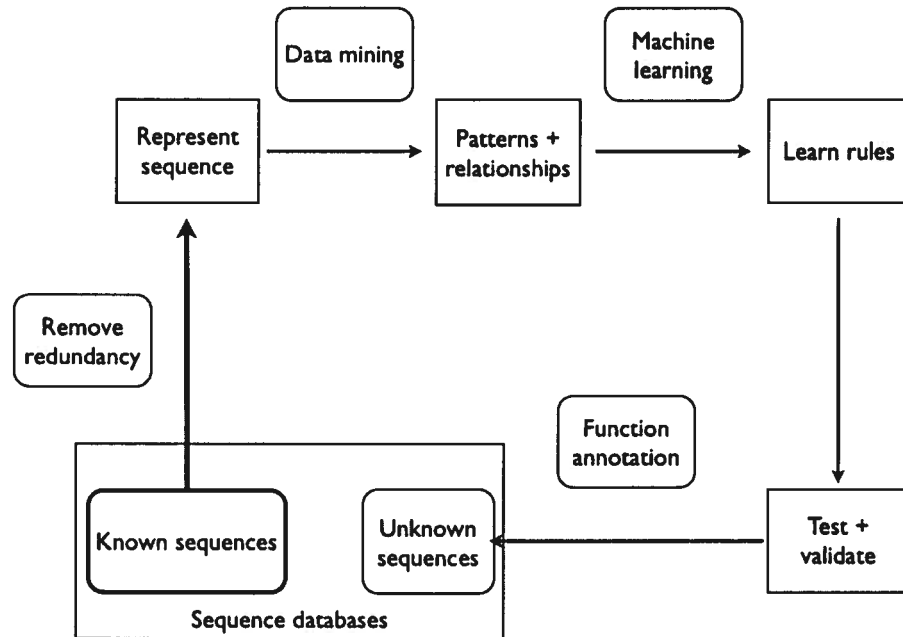 Data mining
Machine
learning
Represent
sequence
Patterns +
relationships
Learn rules
Remove
redundancy
Function
annotation
Known sequences
Unknown
sequences
Test +
validate
Sequence databases